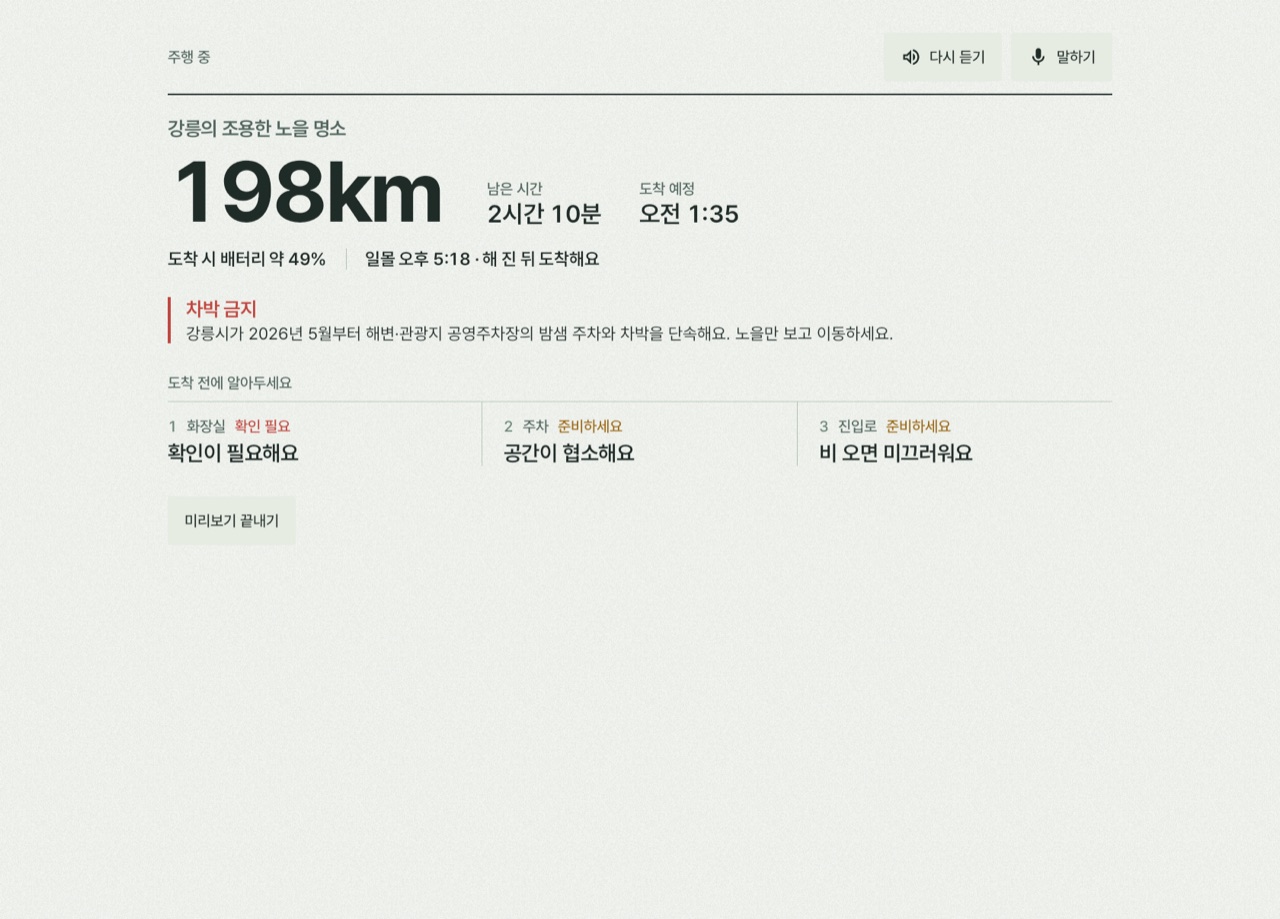 주행 중
다시 듣기
말하기
강릉의 조용한 노을 명소
198km
남은 시간
2시간 10분
도착 예정
오전 1:35
도착 시 배터리 약 49%
일몰 오후 5:18 · 해 진 뒤 도착해요
차박 금지
강릉시가 2026년 5월부터 해변·관광지 공영주차장의 밤샘 주차와 차박을 단속해요. 노을만 보고 이동하세요.
도착 전에 알아두세요
1 화장실 확인 필요
확인이 필요해요
2 주차 준비하세요
공간이 협소해요
3 진입로 준비하세요
비 오면 미끄러워요
미리보기 끝내기